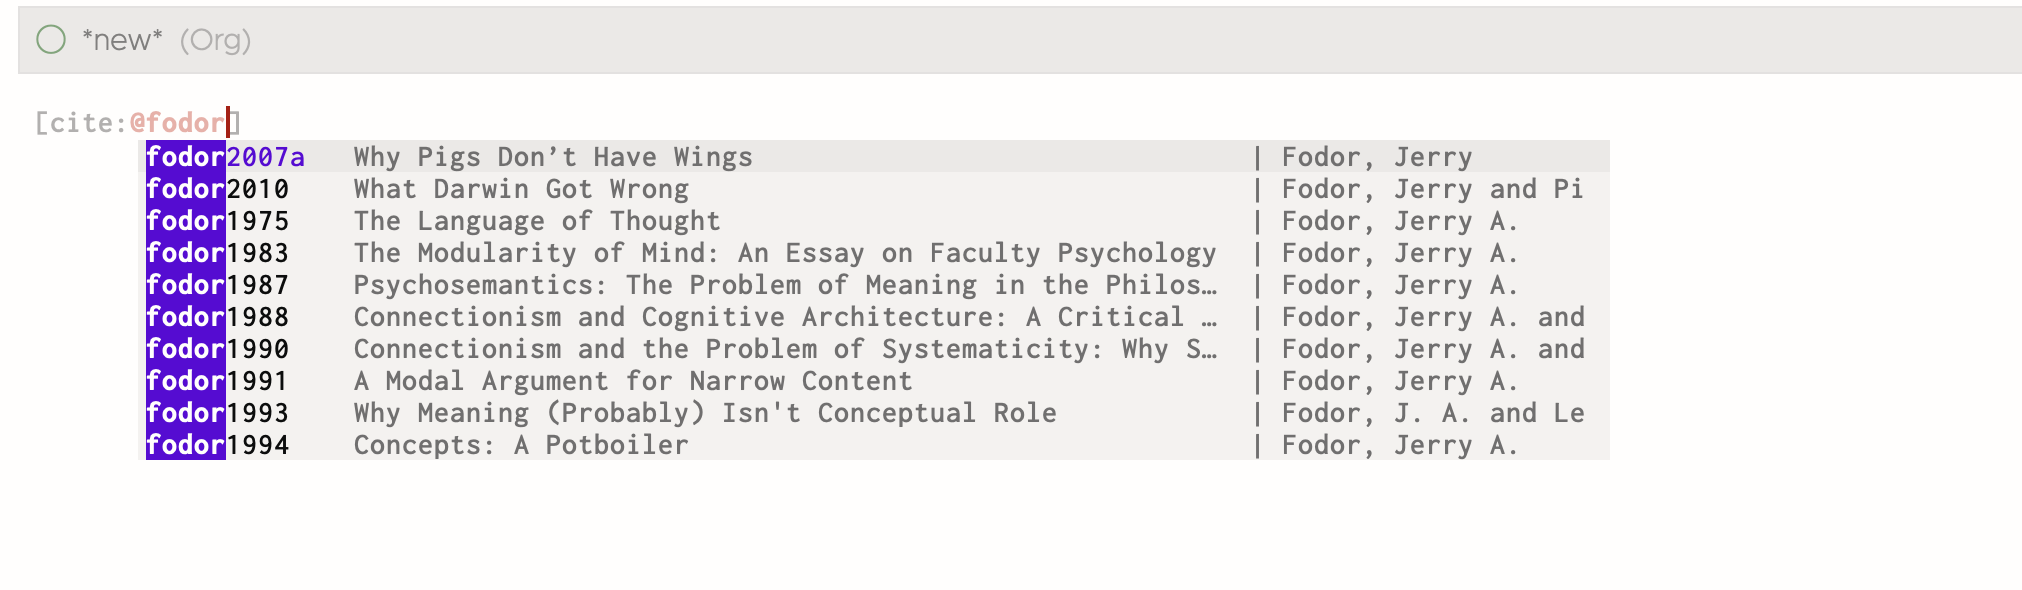 *new* (Org)
[cite:@fodor]
fodor2007a Why Pigs Don’t Have Wings | Fodor, Jerry
fodor2010 What Darwin Got Wrong | Fodor, Jerry and Pi
fodor1975 The Language of Thought | Fodor, Jerry A.
fodor1983 The Modularity of Mind: An Essay on Faculty Psychology | Fodor, Jerry A.
fodor1987 Psychosemantics: The Problem of Meaning in the Philos… | Fodor, Jerry A.
fodor1988 Connectionism and Cognitive Architecture: A Critical … | Fodor, Jerry A. and
fodor1990 Connectionism and the Problem of Systematicity: Why S… | Fodor, Jerry A. and
fodor1991 A Modal Argument for Narrow Content | Fodor, Jerry A.
fodor1993 Why Meaning (Probably) Isn't Conceptual Role | Fodor, J. A. and Le
fodor1994 Concepts: A Potboiler | Fodor, Jerry A.